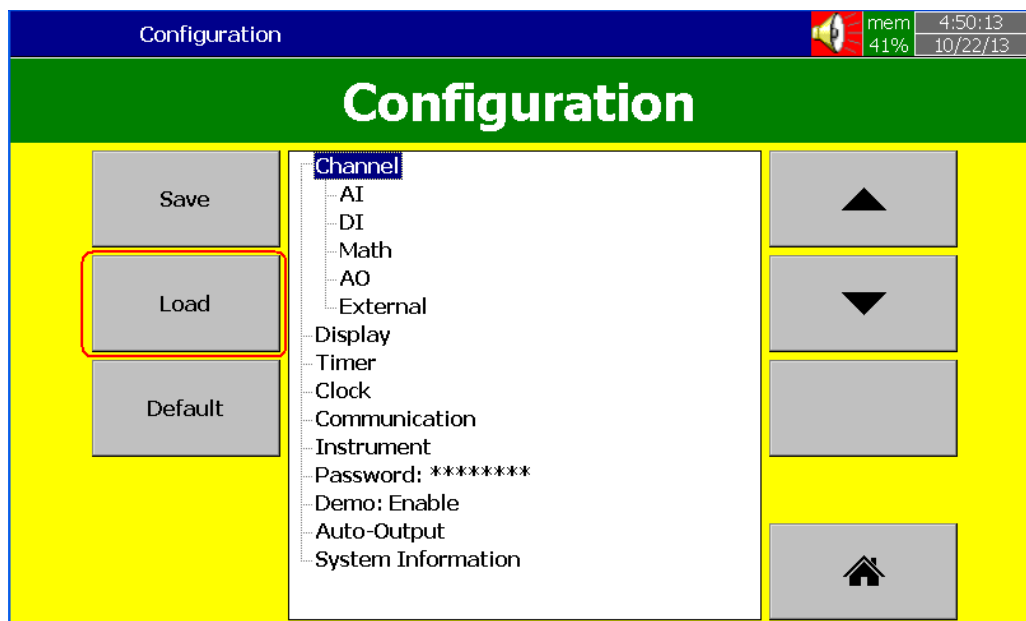 Configuration
mem 4:50:13
41% 10/22/13
Configuration
Save
Load
Default
Channel
AI
DI
Math
AO
External
Display
Timer
Clock
Communication
Instrument
Password: ********
Demo: Enable
Auto-Output
System Information